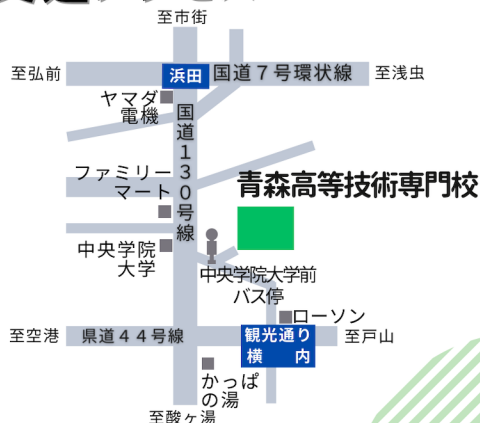 至市街
至弘前
浜田
国道７号環状線
至浅虫
ヤマダ
電機
国道１３０号線
ファミリー
マート
青森高等技術専門校
中央学院
大学
中央学院大学前
バス停
ローソン
至空港
県道４４号線
観光通り
横内
至戸山
かっぱ
の湯
至酸ヶ湯